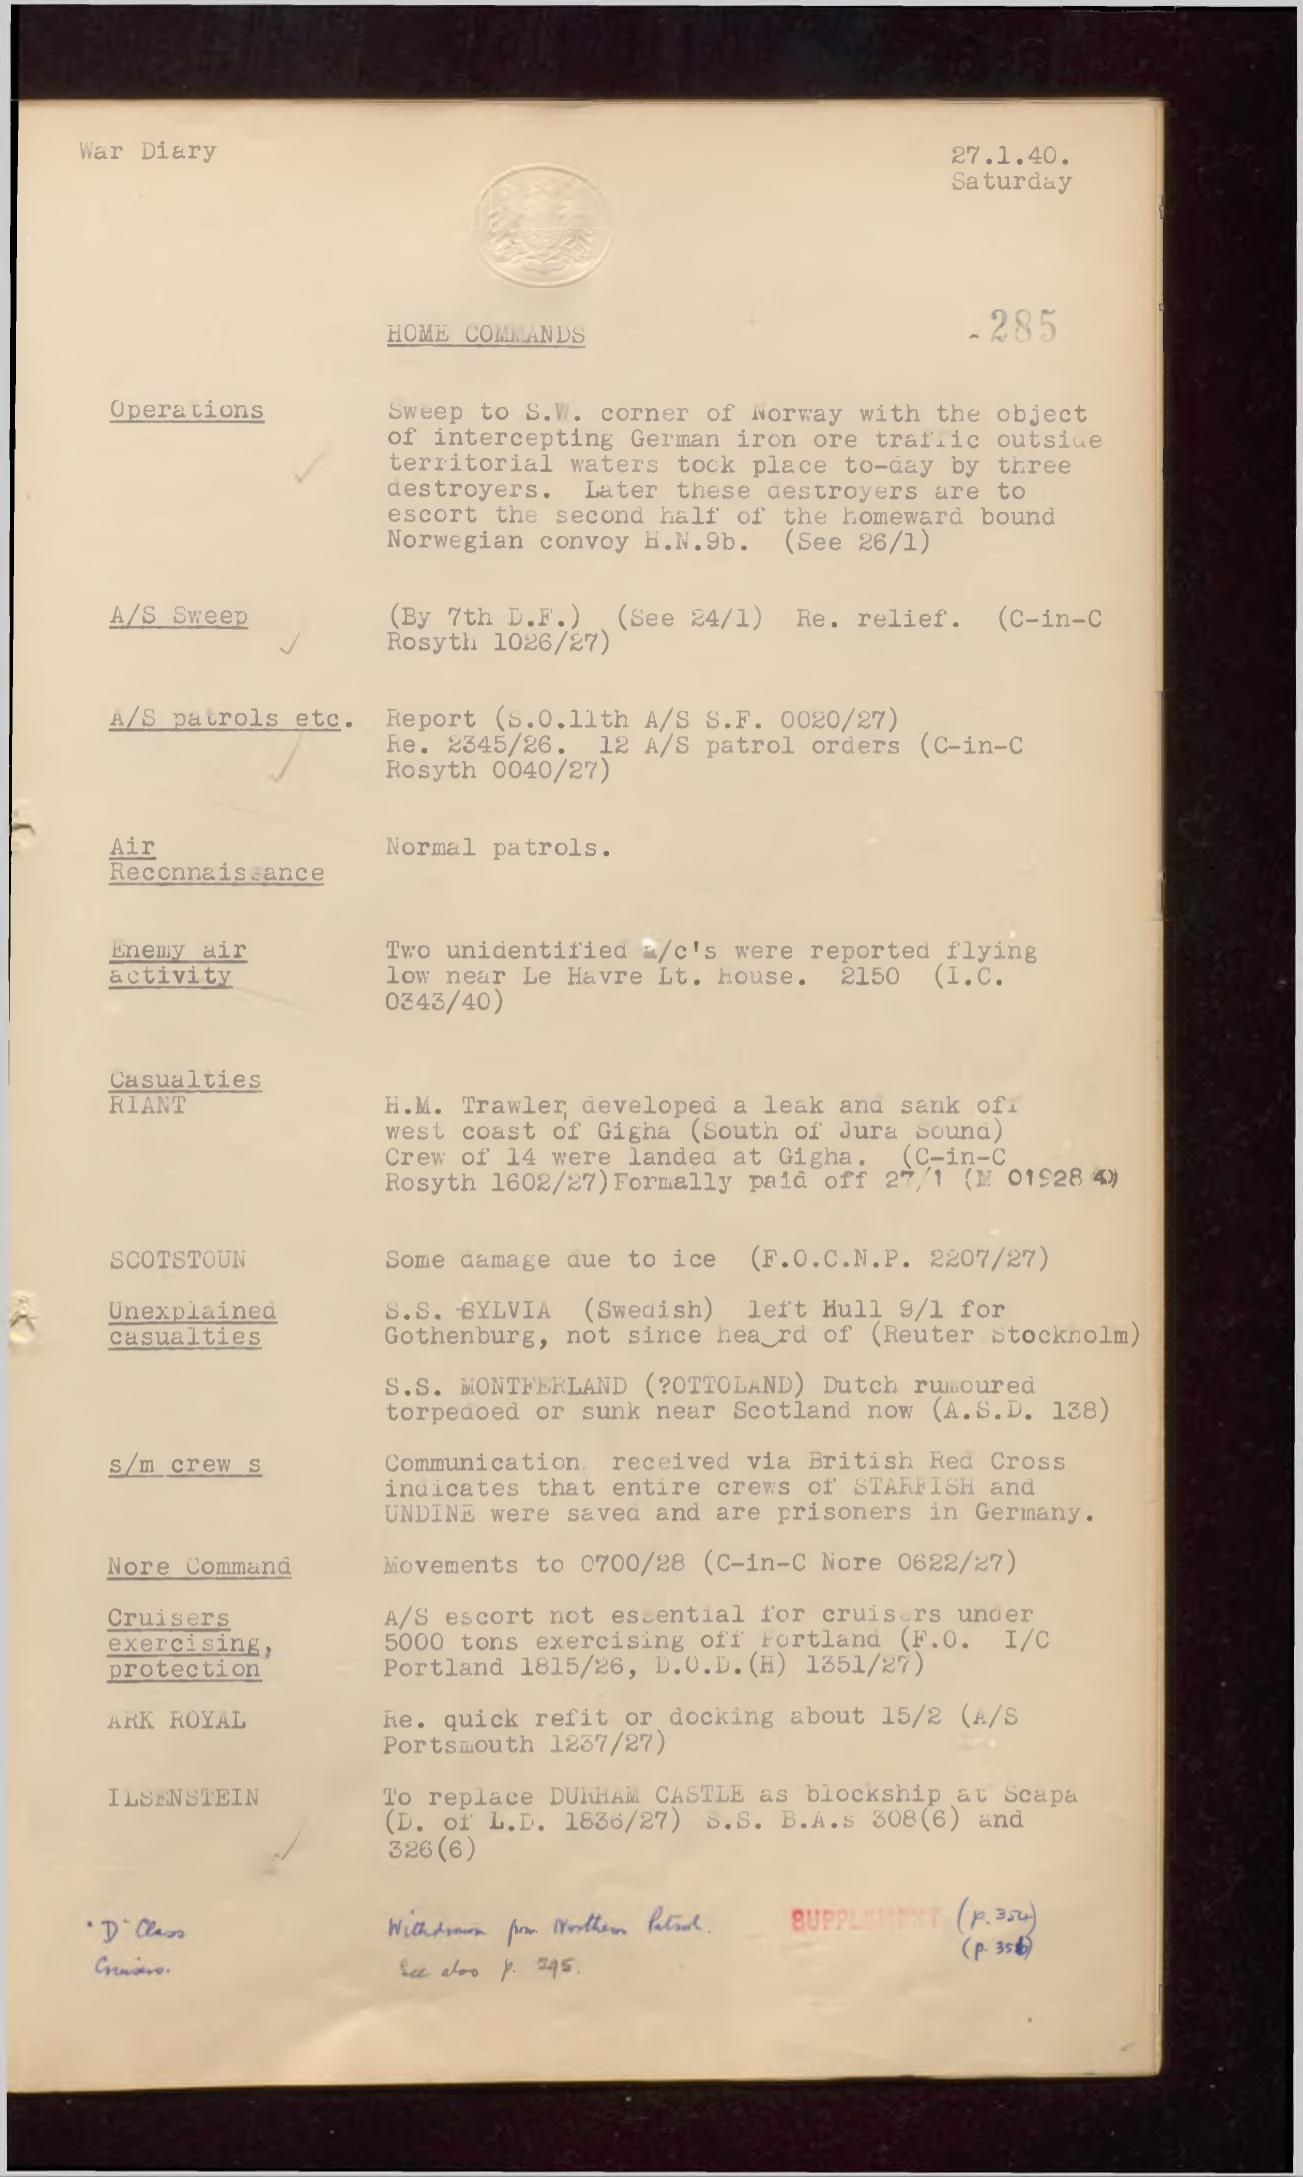 War Diary
27.1.40.
Saturday
HOME COMMANDS
285
Operations
Sweep to S.W. corner of Norway with the object
of intercepting German iron ore traffic outside
territorial waters took place to-day by three
destroyers. Later these destroyers are to
escort the second half of the homeward bound
Norwegian convoy H.N.9b. (See 26/1)
A/S Sweep
(By 7th D.F.) (See 24/1) Re. relief. (C-in-C
Rosyth 1026/27)
A/S patrols etc.
Report (S.O.11th A/S S.F. 0020/27)
Re. 2345/26. 12 A/S patrol orders (C-in-C
Rosyth 0040/27)
Air
Reconnaissance
Normal patrols.
Enemy air
activity
Two unidentified a/c's were reported flying
low near Le Havre Lt. house. 2150 (I.C.
0343/40)
Casualties
RIANT
H.M. Trawler, developed a leak and sank off
west coast of Gigha (South of Jura Sound)
Crew of 14 were landed at Gigha. (C-in-C
Rosyth 1602/27)Formally paid off 27/1 (M 01928 40)
SCOTSTOUN
Some damage due to ice (F.O.C.N.P. 2207/27)
Unexplained
casualties
S.S. SYLVIA (Swedish) left Hull 9/1 for
Gothenburg, not since heard of (Reuter Stockholm)
S.S. MONTFERLAND (?OTTOLAND) Dutch rumoured
torpedoed or sunk near Scotland now (A.S.D. 138)
s/m crew s
Communication received via British Red Cross
indicates that entire crews of STARFISH and
UNDINE were saved and are prisoners in Germany.
Nore Command
Movements to 0700/28 (C-in-C Nore 0622/27)
Cruisers
exercising,
protection
A/S escort not essential for cruisers under
5000 tons exercising off Portland (F.O. I/C
Portland 1815/26, D.O.D.(H) 1351/27)
ARK ROYAL
Re. quick refit or docking about 15/2 (A/S
Portsmouth 1237/27)
ILSENSTEIN
To replace DURHAM CASTLE as blockship at Scapa
(D. of L.D. 1836/27) S.S. B.A.s 308(6) and
326(6)
"D" Class
Cruisers.
Withdrawn from Northern Patrol.
See also p. 295.
SUPPLEMENT
(p.354)
(p.356)